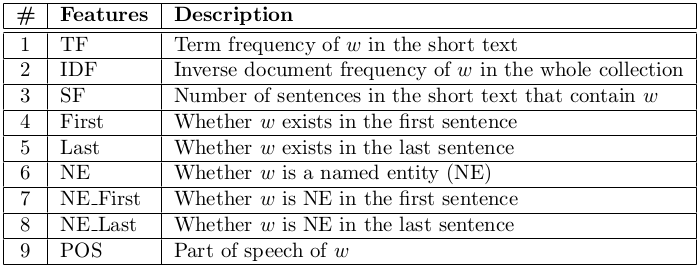 # Features Description
1 TF Term frequency of w in the short text
2 IDF Inverse document frequency of w in the whole collection
3 SF Number of sentences in the short text that contain w
4 First Whether w exists in the first sentence
5 Last Whether w exists in the last sentence
6 NE Whether w is a named entity (NE)
7 NE_First Whether w is NE in the first sentence
8 NE_Last Whether w is NE in the last sentence
9 POS Part of speech of w